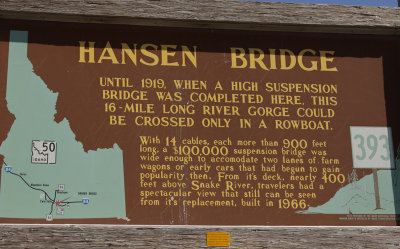 HANSEN BRIDGE
UNTIL 1919, WHEN A HIGH SUSPENSION
BRIDGE WAS COMPLETED HERE, THIS
16-MILE LONG RIVER GORGE COULD
BE CROSSED ONLY IN A ROWBOAT.
With 14 cables, each more than 900 feet
long, a $100,000 suspension bridge was
wide enough to accomodate two lanes of farm
wagons or early cars that had begun to gain
popularity then. From it's deck, nearly 400
feet above Snake River, travelers had a
spectacular view that still can be seen
from it's replacement, built in 1966.
50
IDAHO
393